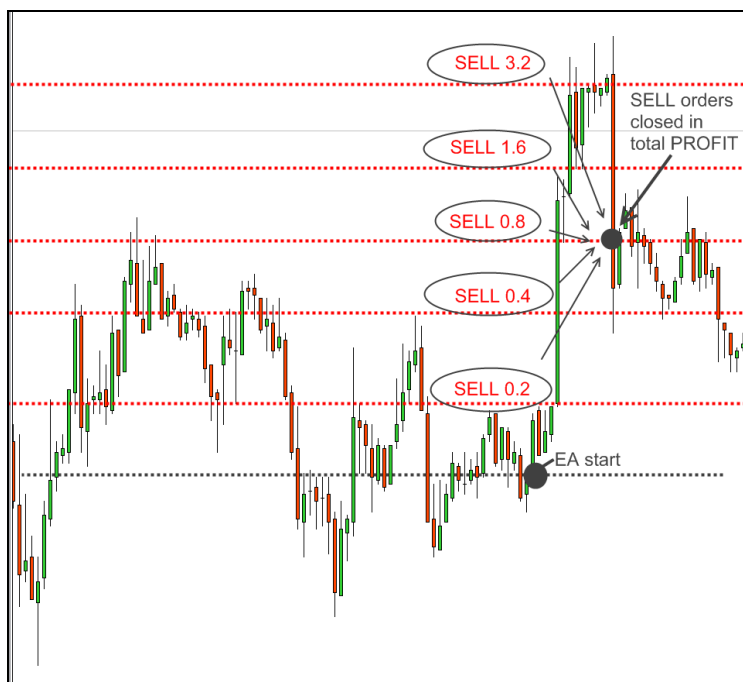 SELL 3.2
SELL orders
closed in
total PROFIT
SELL 1.6
SELL 0.8
SELL 0.4
SELL 0.2
EA start